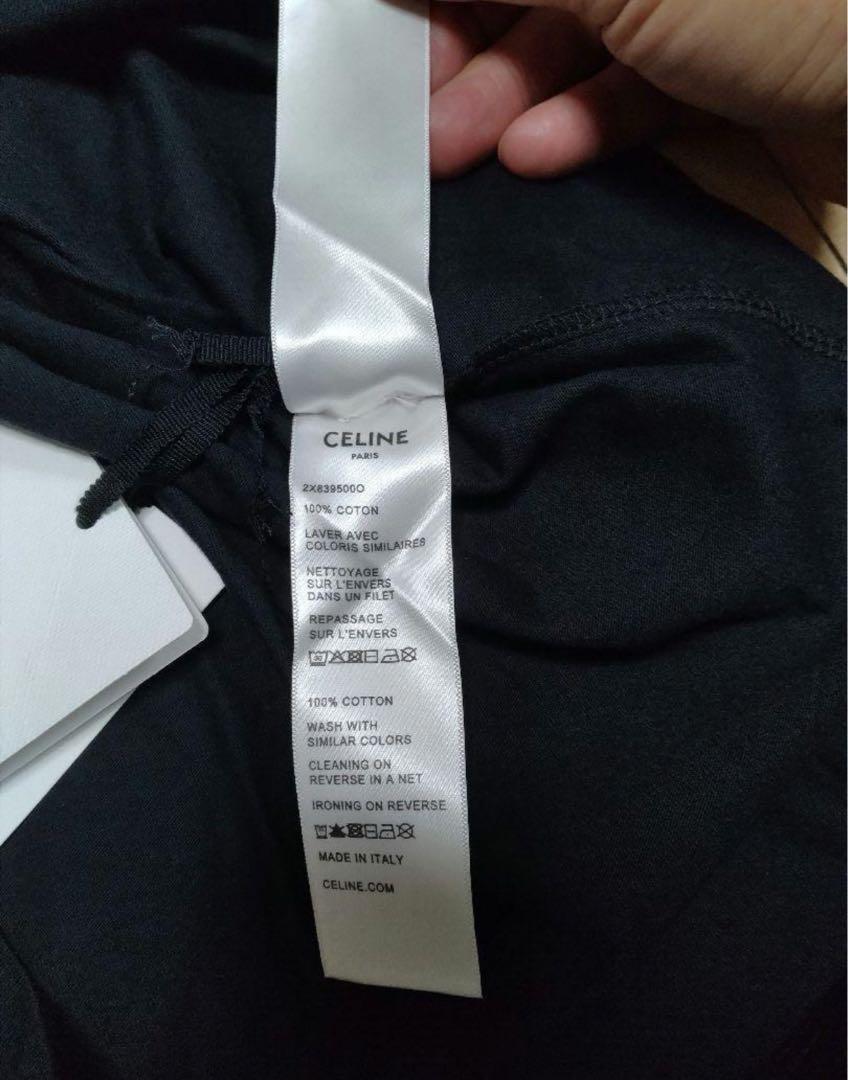 CELINE
PARIS
2X839500O
100% COTON
LAVER AVEC
COLORIS SIMILAIRES
NETTOYAGE
SUR L'ENVERS
DANS UN FILET
REPASSAGE
SUR L'ENVERS
100% COTTON
WASH WITH
SIMILAR COLORS
CLEANING ON
REVERSE IN A NET
IRONING ON REVERSE
MADE IN ITALY
CELINE.COM